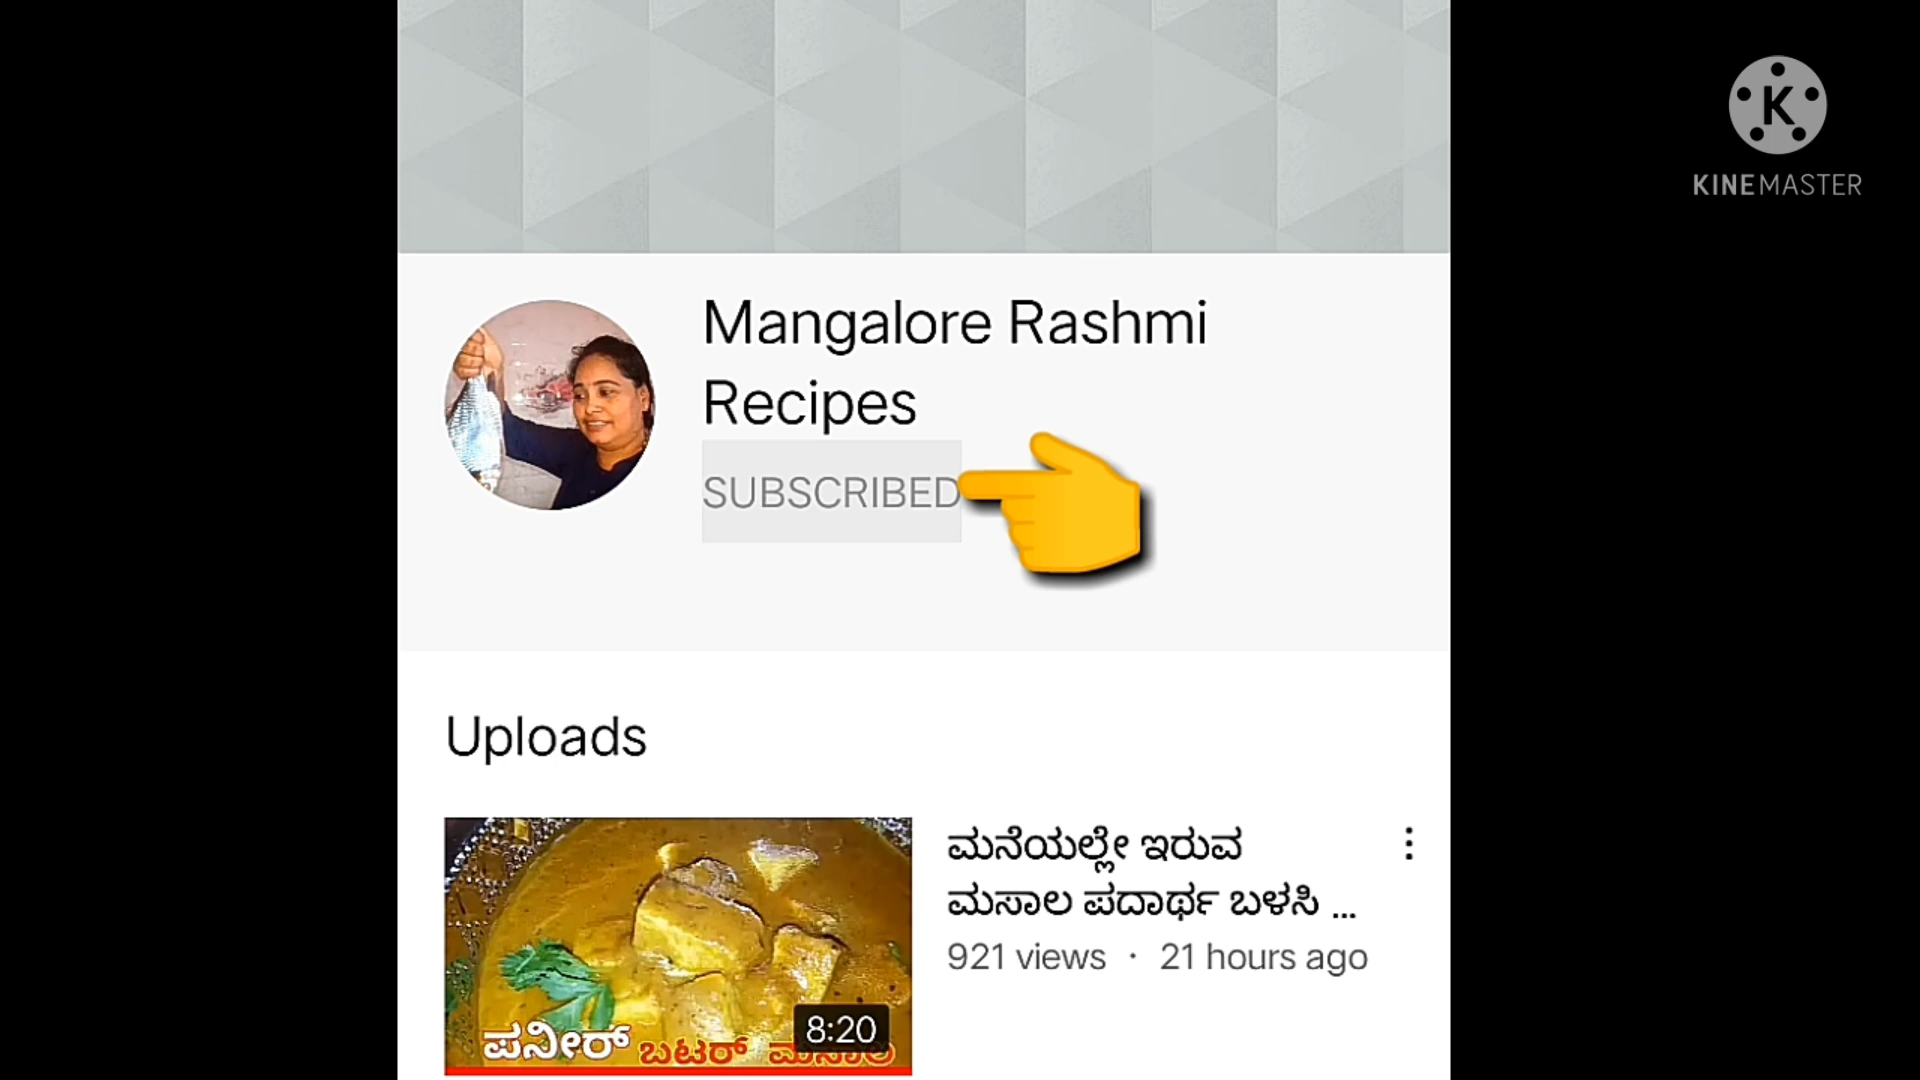 K
KINEMASTER
Mangalore Rashmi
Recipes
SUBSCRIBED
Uploads
ಮನೆಯಲ್ಲೇ ಇರುವ
ಮಸಾಲ ಪದಾರ್ಥ ಬಳಸಿ ...
921 views · 21 hours ago
8:20
ಪನೀರ್ ಬಟರ್ ಮಸಾಲ